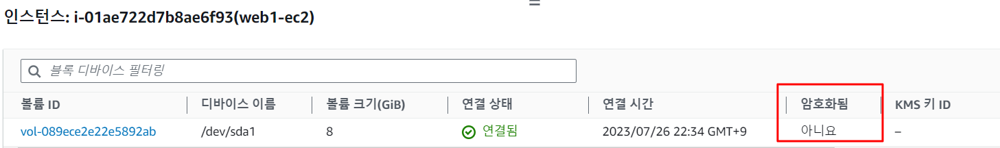 인스턴스: i-01ae722d7b8ae6f93(web1-ec2)
블록 디바이스 필터링
볼륨 ID 디바이스 이름 볼륨 크기(GiB) 연결 상태 연결 시간 암호화됨 KMS 키 ID
vol-089ece2e22e5892ab /dev/sda1 8 연결됨 2023/07/26 22:34 GMT+9 아니요 –